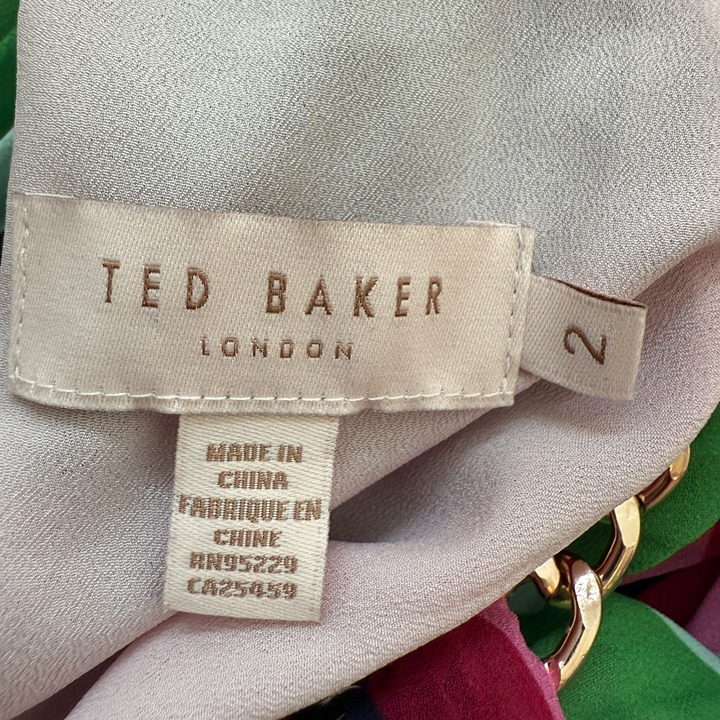 TED BAKER
LONDON
2
MADE IN
CHINA
FABRIQUE EN
CHINE
RN95229
CA25459